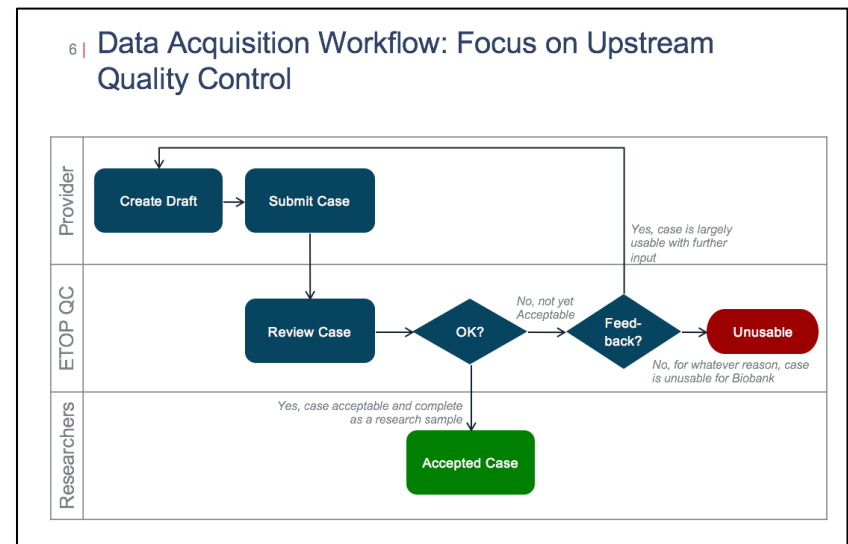 6 | Data Acquisition Workflow: Focus on Upstream
Quality Control
Provider
Create Draft
Submit Case
Yes, case is largely
usable with further
input
ETOP QC
Review Case
OK?
No, not yet
Acceptable
Feed-
back?
Unusable
No, for whatever reason, case
is unusable for Biobank
Researchers
Yes, case acceptable and complete
as a research sample
Accepted Case